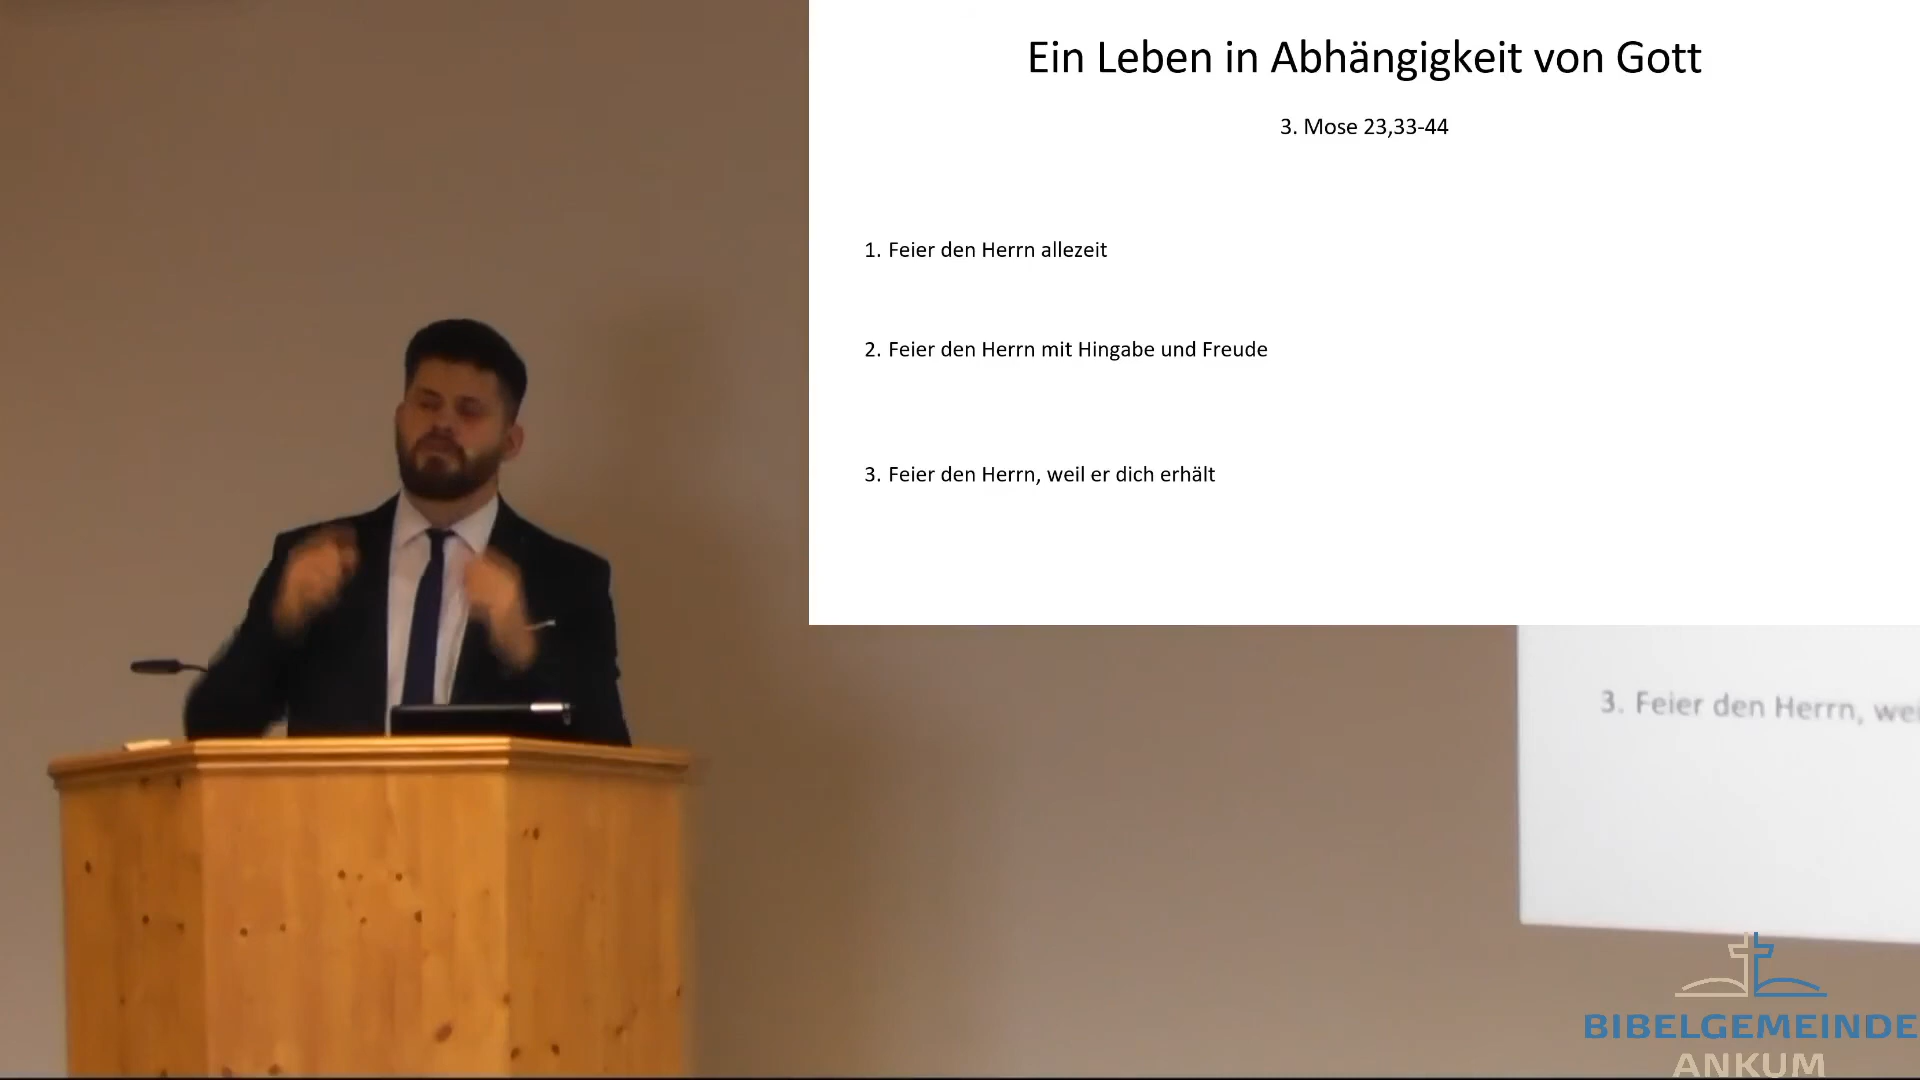 Ein Leben in Abhängigkeit von Gott
3. Mose 23,33-44
1. Feier den Herrn allezeit
2. Feier den Herrn mit Hingabe und Freude
3. Feier den Herrn, weil er dich erhält
3. Feier den Herrn, wei
BIBELGEMEINDE
ANKUM